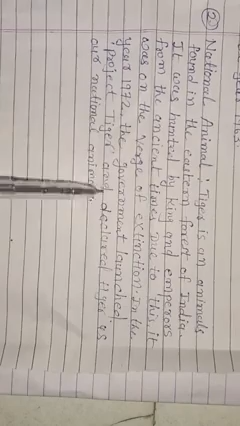 ② National Animal : Tiger is an animals
found in the eastern forest of India.
It was hunted by king and emperors
from the ancient times Due to this, it
was on the verge of extinction. In the
year 1972, the government launched
'project Tiger' and declared tiger as
our national animal.